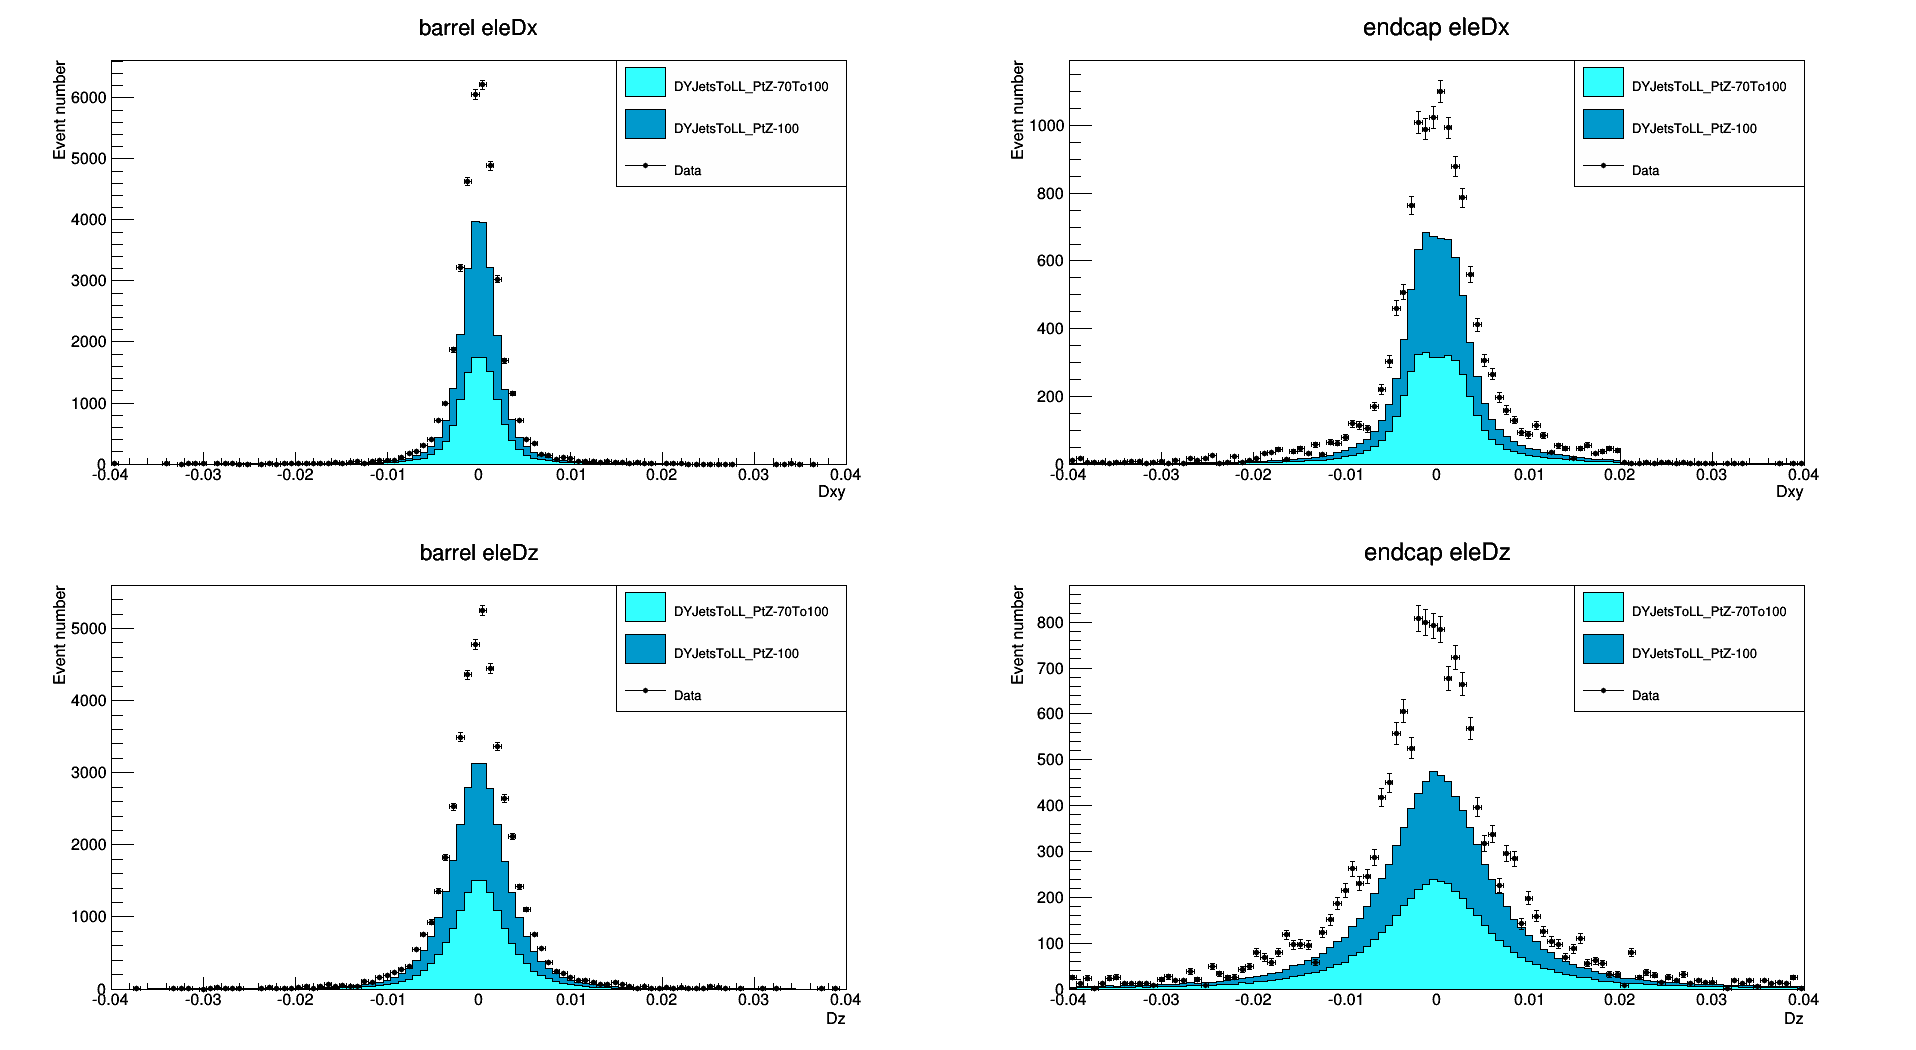 barrel eleDx
Event number
6000
5000
4000
3000
2000
1000
0
-0.04 -0.03 -0.02 -0.01 0 0.01 0.02 0.03 0.04
Dxy
DYJetsToLL_PtZ-70To100
DYJetsToLL_PtZ-100
Data
endcap eleDx
Event number
1000
800
600
400
200
0
-0.04 -0.03 -0.02 -0.01 0 0.01 0.02 0.03 0.04
Dxy
DYJetsToLL_PtZ-70To100
DYJetsToLL_PtZ-100
Data
barrel eleDz
Event number
5000
4000
3000
2000
1000
0
-0.04 -0.03 -0.02 -0.01 0 0.01 0.02 0.03 0.04
Dz
DYJetsToLL_PtZ-70To100
DYJetsToLL_PtZ-100
Data
endcap eleDz
Event number
800
700
600
500
400
300
200
100
0
-0.04 -0.03 -0.02 -0.01 0 0.01 0.02 0.03 0.04
Dz
DYJetsToLL_PtZ-70To100
DYJetsToLL_PtZ-100
Data